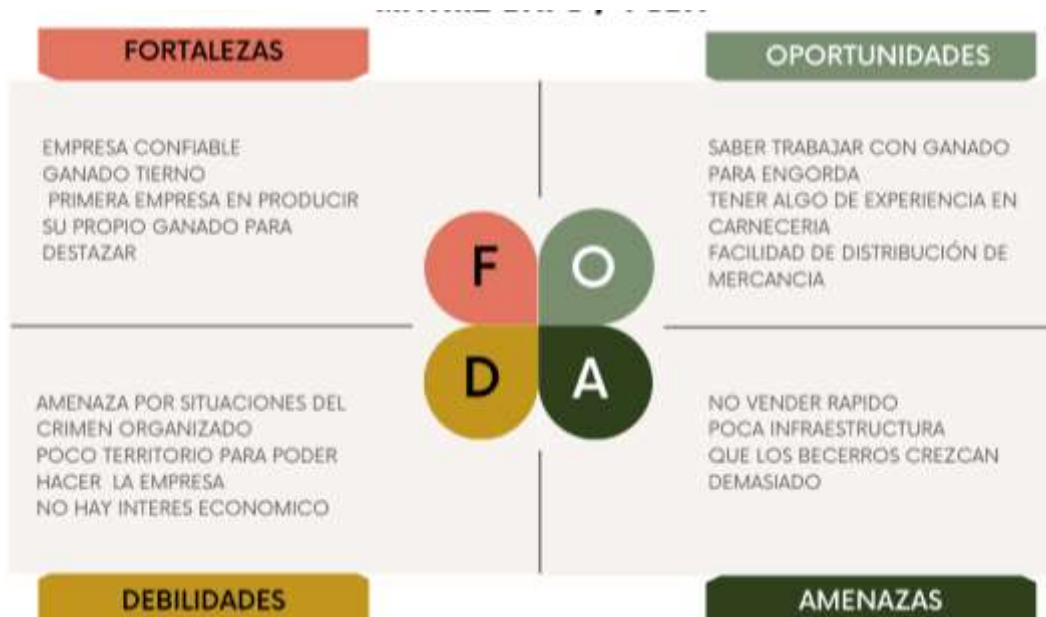 FORTALEZAS
EMPRESA CONFIABLE
GANADO TIERNO
PRIMERA EMPRESA EN PRODUCIR
SU PROPIO GANADO PARA
DESTAZAR
OPORTUNIDADES
SABER TRABAJAR CON GANADO
PARA ENGORDA
TENER ALGO DE EXPERIENCIA EN
CARNECERIA
FACILIDAD DE DISTRIBUCIÓN DE
MERCANCIA
F
O
D
A
AMENAZA POR SITUACIONES DEL
CRIMEN ORGANIZADO
POCO TERRITORIO PARA PODER
HACER LA EMPRESA
NO HAY INTERES ECONOMICO
DEBILIDADES
NO VENDER RAPIDO
POCA INFRAESTRUCTURA
QUE LOS BECERROS CREZCAN
DEMASIADO
AMENAZAS